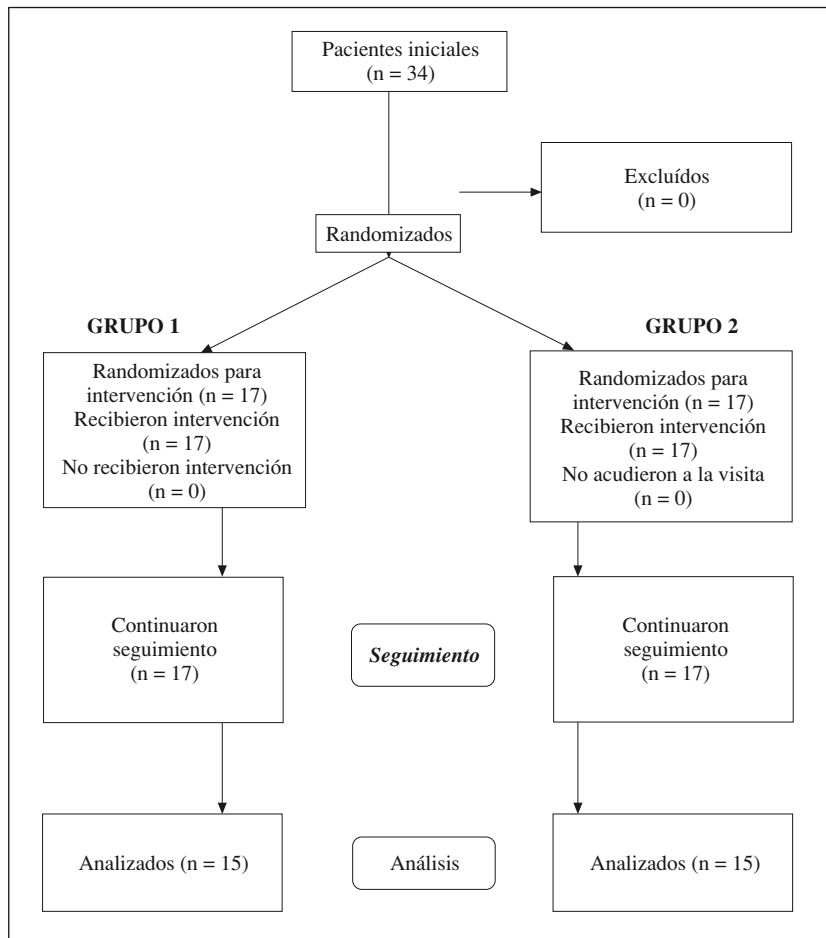 Pacientes iniciales
(n = 34)
Excluídos
(n = 0)
Randomizados
GRUPO 1
GRUPO 2
Randomizados para
intervención (n = 17)
Recibieron intervención
(n = 17)
No recibieron intervención
(n = 0)
Randomizados para
intervención (n = 17)
Recibieron intervención
(n = 17)
No acudieron a la visita
(n = 0)
Continuaron
seguimiento
(n = 17)
Seguimiento
Continuaron
seguimiento
(n = 17)
Analizados (n = 15)
Análisis
Analizados (n = 15)